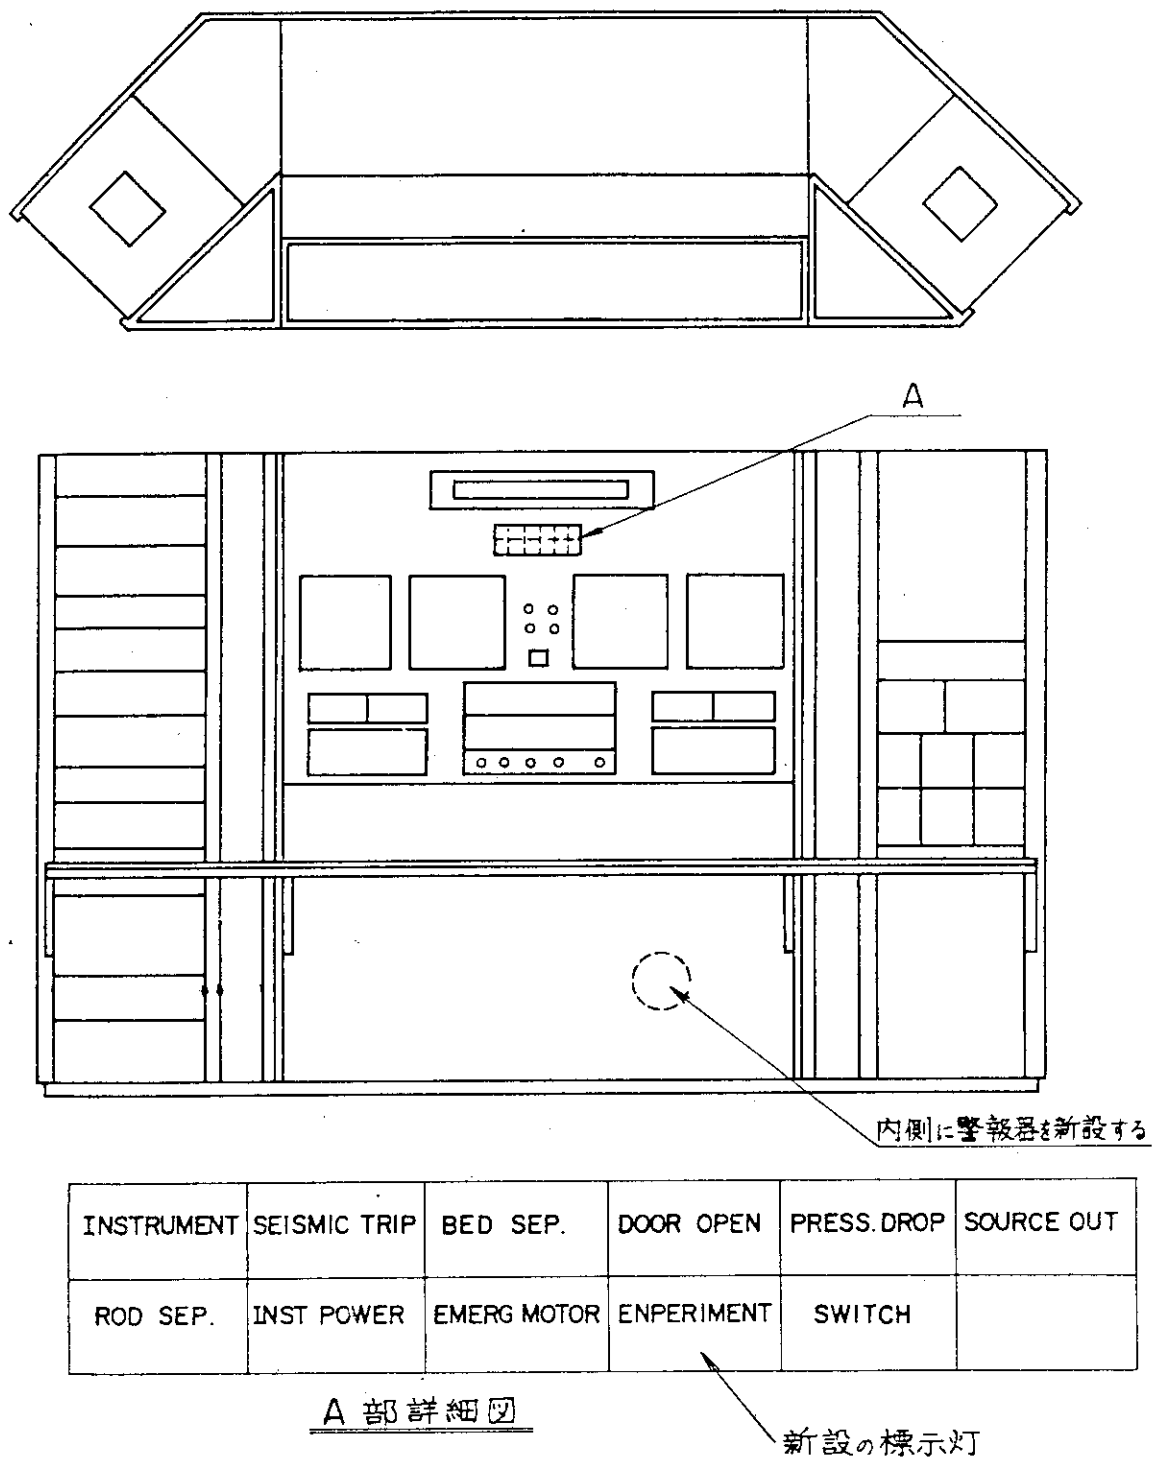 A
内側に警報器を新設する
INSTRUMENT SEISMIC TRIP BED SEP. DOOR OPEN PRESS.DROP SOURCE OUT
ROD SEP. INST POWER EMERG MOTOR ENPERIMENT SWITCH
A 部詳細図
新設の標示灯